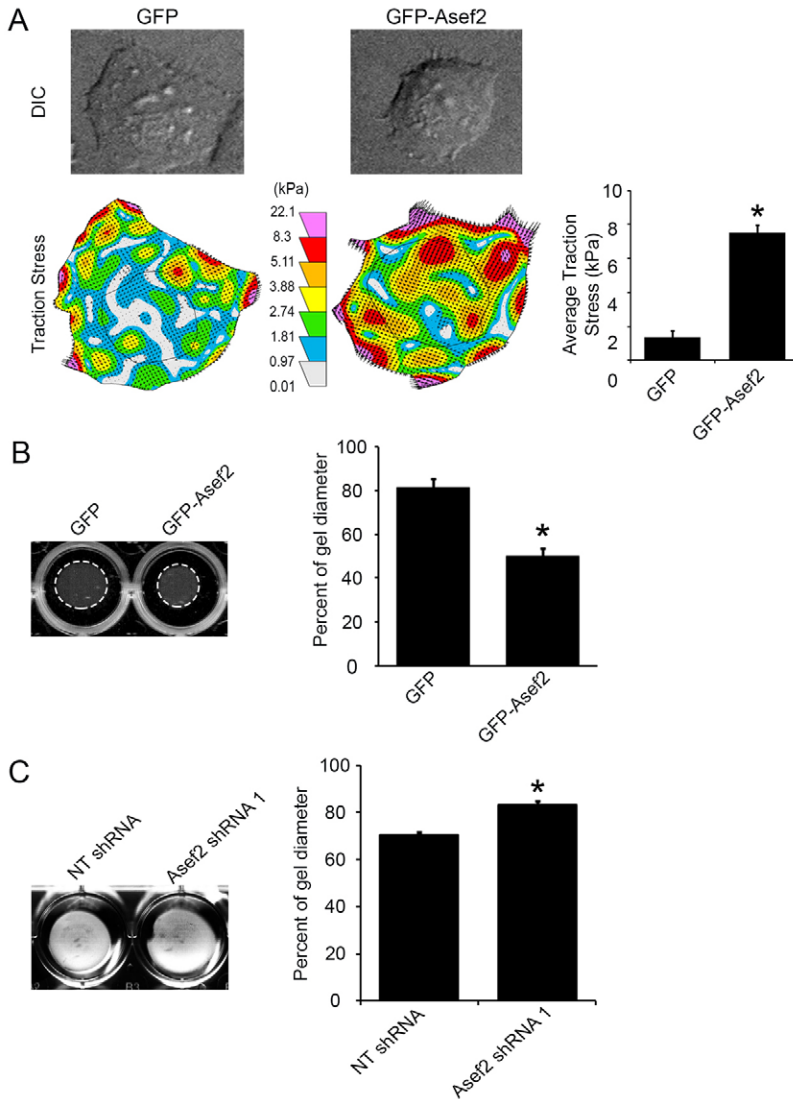 A
GFP
GFP-Asef2
DIC
Traction Stress
(kPa)
22.1
8.3
5.11
3.88
2.74
1.81
0.97
0.01
Average Traction
Stress (kPa)
10
8
6
4
2
0
*
GFP
GFP-Asef2
B
GFP
GFP-Asef2
Percent of gel diameter
100
80
60
40
20
0
*
GFP
GFP-Asef2
C
NT shRNA
Asef2 shRNA 1
B3
Percent of gel diameter
100
80
60
40
20
0
*
NT shRNA
Asef2 shRNA 1